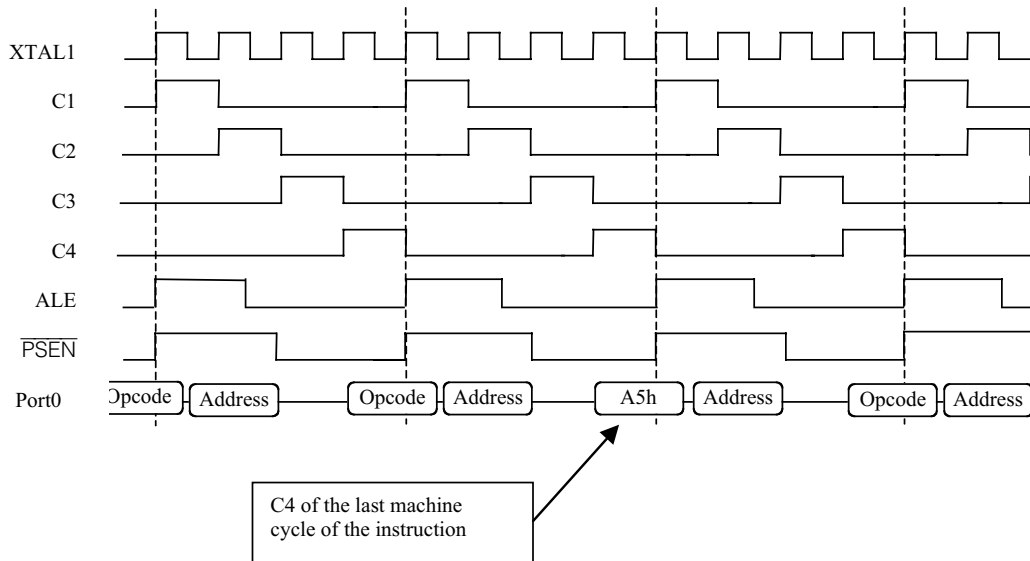 XTAL1
C1
C2
C3
C4
ALE
PSEN
Port0
Opcode Address Opcode Address A5h Address Opcode Address
C4 of the last machine
cycle of the instruction